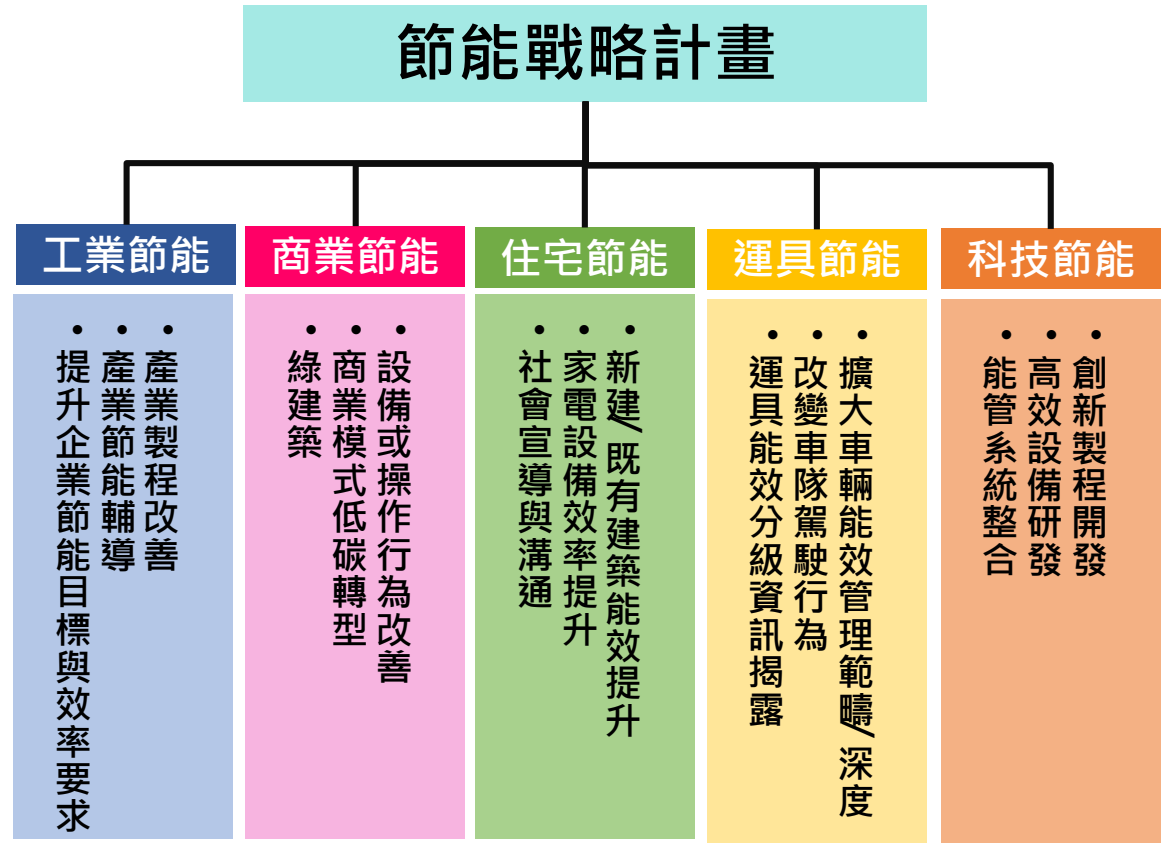 節能戰略計畫
工業節能
• 產業製程改善
• 產業節能輔導
• 提升企業節能目標與效率要求
商業節能
• 設備或操作行為改善
• 商業模式低碳轉型
• 綠建築
住宅節能
• 新建/既有建築能效提升
• 家電設備效率提升
• 社會宣導與溝通
運具節能
• 擴大車輛能效管理範疇/深度
• 改變車隊駕駛行為
• 運具能效分級資訊揭露
科技節能
• 創新製程開發
• 高效設備研發
• 能管系統整合